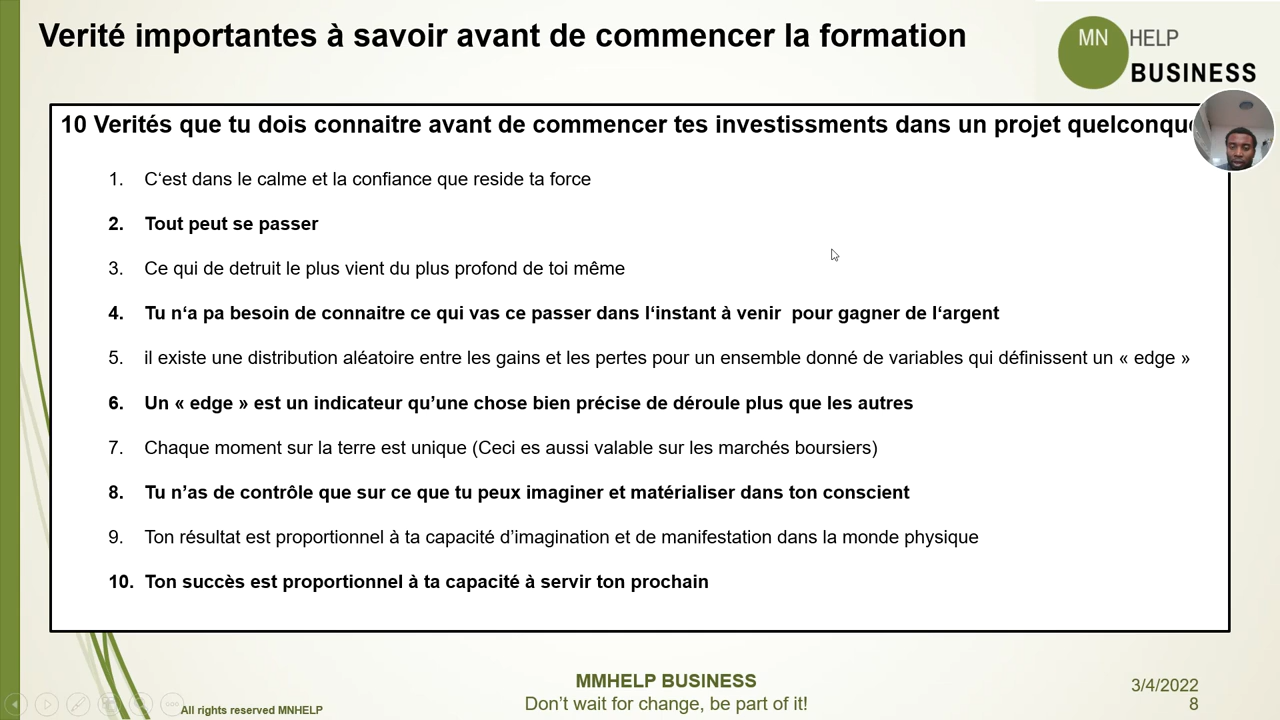 Verité importantes à savoir avant de commencer la formation
MN HELP
BUSINESS
10 Verités que tu dois connaitre avant de commencer tes investissments dans un projet
1. C‘est dans le calme et la confiance que reside ta force
2. Tout peut se passer
3. Ce qui de detruit le plus vient du plus profond de toi même
4. Tu n‘a pa besoin de connaitre ce qui vas ce passer dans l‘instant à venir pour gagner de l‘argent
5. il existe une distribution aléatoire entre les gains et les pertes pour un ensemble donné de variables qui définissent un « edge »
6. Un « edge » est un indicateur qu’une chose bien précise de déroule plus que les autres
7. Chaque moment sur la terre est unique (Ceci es aussi valable sur les marchés boursiers)
8. Tu n’as de contrôle que sur ce que tu peux imaginer et matérialiser dans ton conscient
9. Ton résultat est proportionnel à ta capacité d’imagination et de manifestation dans la monde physique
10. Ton succès est proportionnel à ta capacité à servir ton prochain
MMHELP BUSINESS
Don’t wait for change, be part of it!
3/4/2022
8
All rights reserved MNHELP